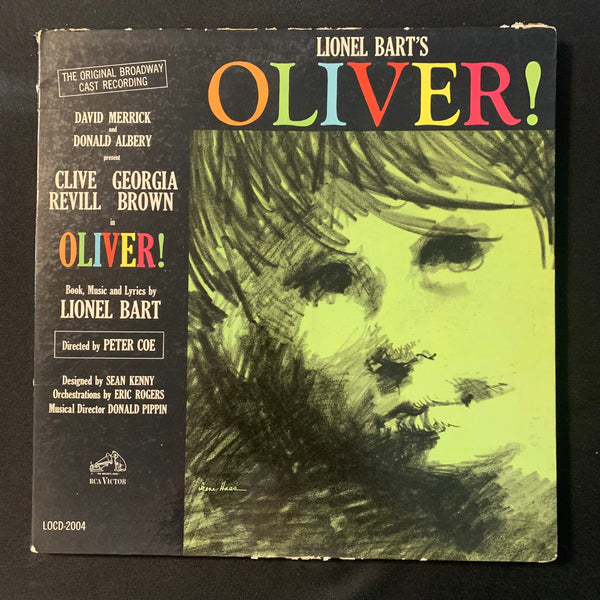 LIONEL BART'S
OLIVER!
THE ORIGINAL BROADWAY
CAST RECORDING
DAVID MERRICK
and
DONALD ALBERY
present
CLIVE GEORGIA
REVILL BROWN
in
OLIVER!
Book, Music and Lyrics by
LIONEL BART
Directed by PETER COE
Designed by SEAN KENNY
Orchestrations by ERIC ROGERS
Musical Director DONALD PIPPIN
RCA VICTOR
LOCD-2004
Irene Haas